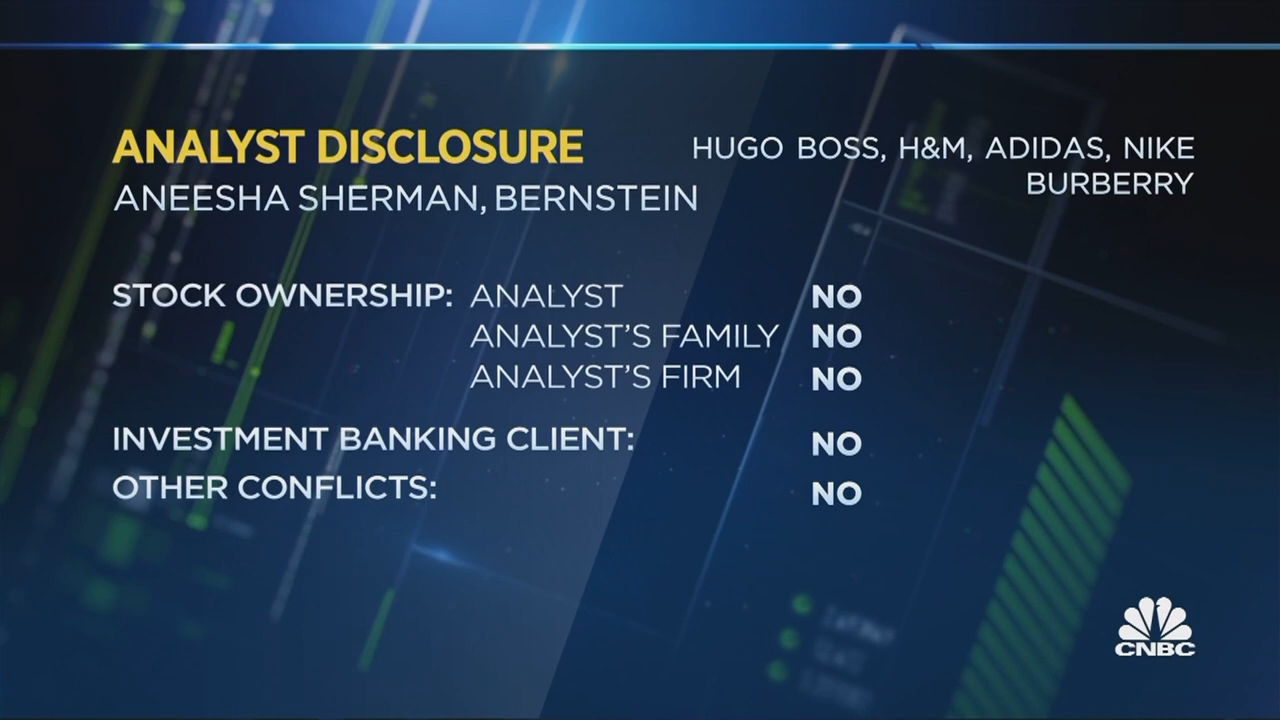 ANALYST DISCLOSURE
ANEESHA SHERMAN, BERNSTEIN
HUGO BOSS, H&M, ADIDAS, NIKE
BURBERRY
STOCK OWNERSHIP: ANALYST NO
ANALYST'S FAMILY NO
ANALYST'S FIRM NO
INVESTMENT BANKING CLIENT: NO
OTHER CONFLICTS: NO
CNBC